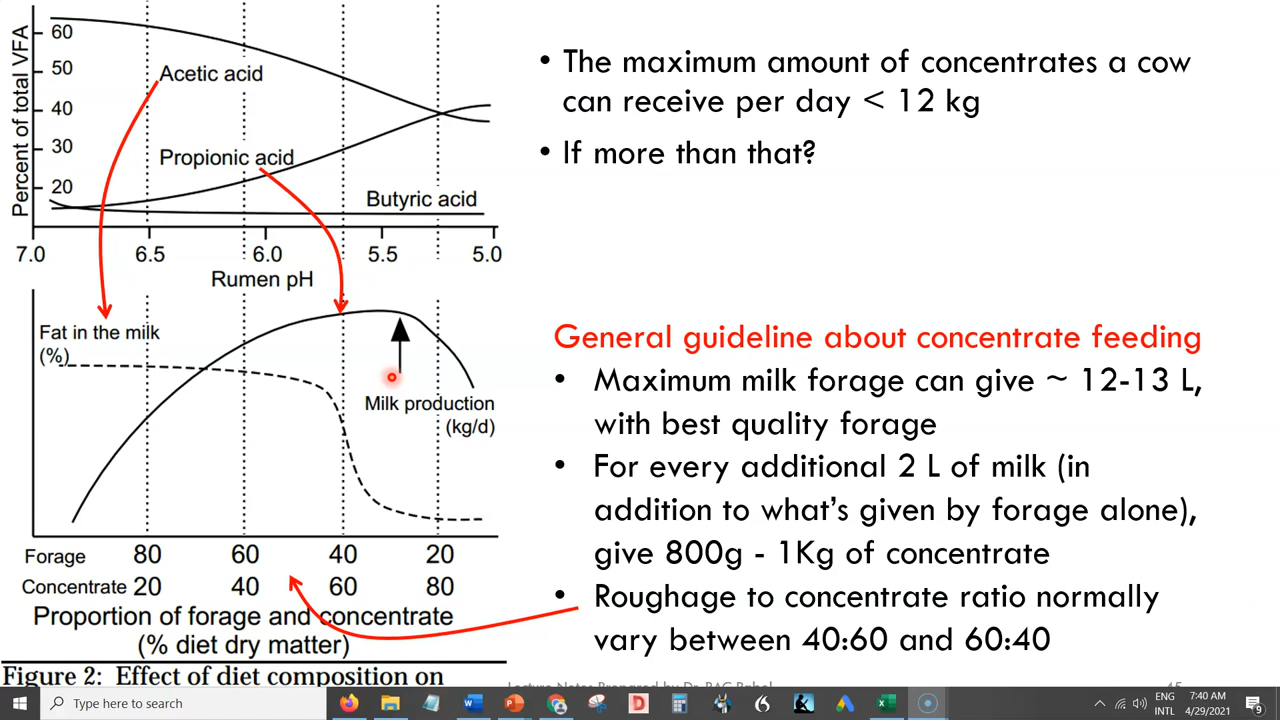 Percent of total VFA
60
50
40
30
20
Acetic acid
Propionic acid
Butyric acid
7.0 6.5 6.0 5.5 5.0
Rumen pH
Fat in the milk
(%)
Milk production
(kg/d)
Forage 80 60 40 20
Concentrate 20 40 60 80
Proportion of forage and concentrate
(% diet dry matter)
Figure 2: Effect of diet composition on
• The maximum amount of concentrates a cow
can receive per day < 12 kg
• If more than that?
General guideline about concentrate feeding
• Maximum milk forage can give ~ 12-13 L,
with best quality forage
• For every additional 2 L of milk (in
addition to what's given by forage alone),
give 800g - 1Kg of concentrate
• Roughage to concentrate ratio normally
vary between 40:60 and 60:40
Type here to search
ENG
INTL
7:40 AM
4/29/2021